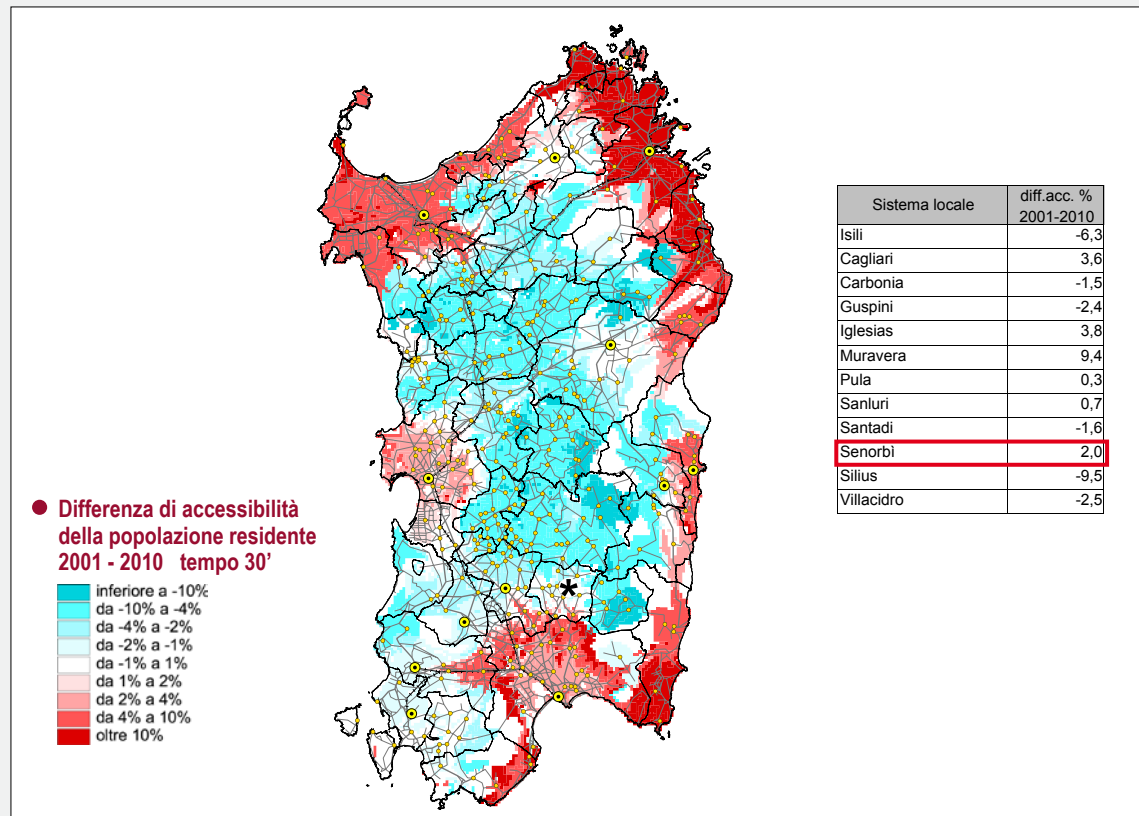 Sistema locale diff.acc. % 2001-2010
Isili -6,3
Cagliari 3,6
Carbonia -1,5
Guspini -2,4
Iglesias 3,8
Muravera 9,4
Pula 0,3
Sanluri 0,7
Santadi -1,6
Senorbì 2,0
Silius -9,5
Villacidro -2,5
Differenza di accessibilità
della popolazione residente
2001 - 2010 tempo 30'
inferiore a -10%
da -10% a -4%
da -4% a -2%
da -2% a -1%
da -1% a 1%
da 1% a 2%
da 2% a 4%
da 4% a 10%
oltre 10%
*